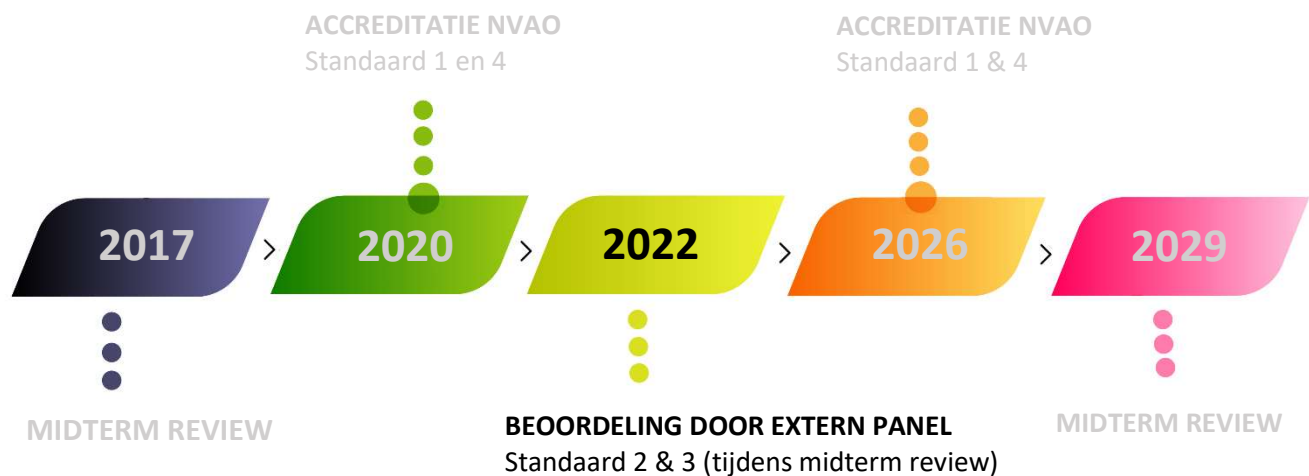 ACCREDITATIE NVAO
Standaard 1 en 4
ACCREDITATIE NVAO
Standaard 1 & 4
2017
2020
2022
2026
2029
MIDTERM REVIEW
BEOORDELING DOOR EXTERN PANEL
Standaard 2 & 3 (tijdens midterm review)
MIDTERM REVIEW